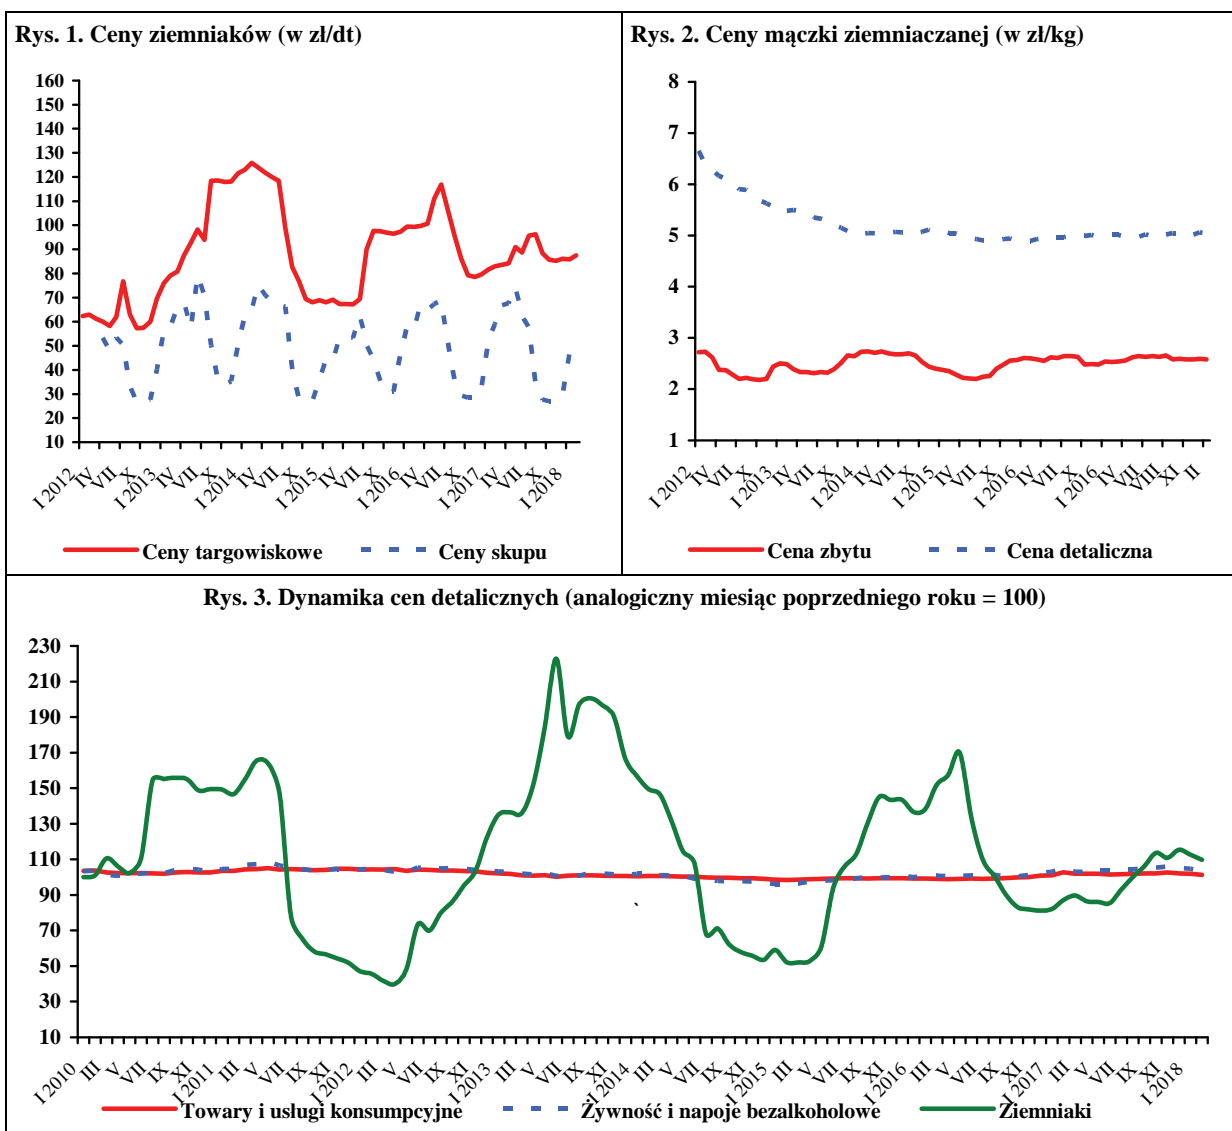 Rys. 1. Ceny ziemniaków (w zł/dt)
160
150
140
130
120
110
100
90
80
70
60
50
40
30
20
10
I 2012
IV
VII
X
I 2013
IV
VII
X
I 2014
IV
VII
X
I 2015
IV
VII
X
I 2016
IV
VII
X
I 2017
IV
VII
X
I 2018
Ceny targowiskowe
Ceny skupu
Rys. 2. Ceny mączki ziemniaczanej (w zł/kg)
8
7
6
5
4
3
2
1
I 2012
IV
VII
X
I 2013
IV
VII
X
I 2014
IV
VII
X
I 2015
IV
VII
X
I 2016
IV
VII
X
I 2016
IV
VII
VIII
XI
II
Cena zbytu
Cena detaliczna
Rys. 3. Dynamika cen detalicznych (analogiczny miesiąc poprzedniego roku = 100)
230
210
190
170
150
130
110
90
70
50
30
10
I 2010
III
V
VII
IX
XI
I 2011
III
V
VII
IX
XI
I 2012
III
V
VII
IX
XI
I 2013
III
V
VII
IX
XI
I 2014
III
V
VII
IX
XI
I 2015
III
V
VII
IX
XI
I 2016
III
V
VII
IX
XI
I 2017
III
V
VII
IX
XI
I 2018
Towary i usługi konsumpcyjne
Żywność i napoje bezalkoholowe
Ziemniaki